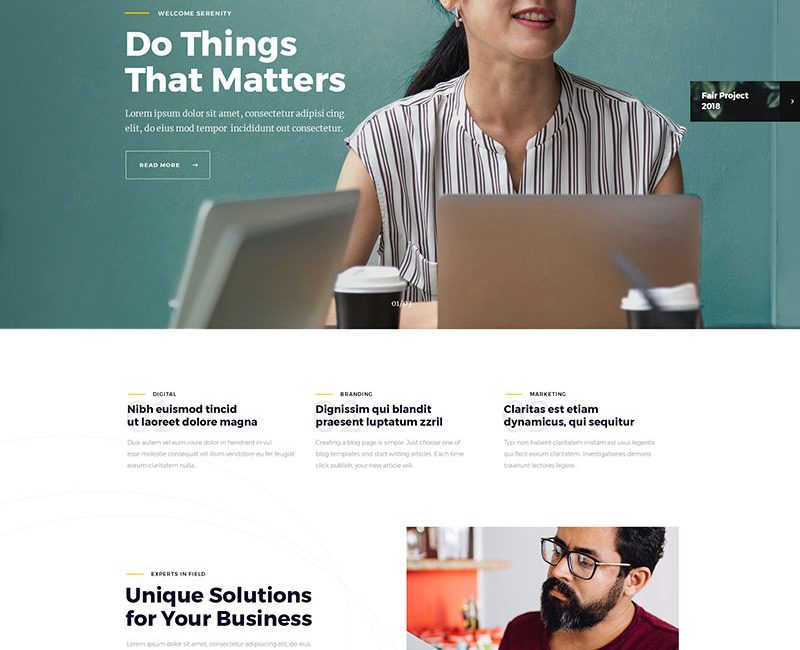 WELCOME SERENITY
Do Things
That Matters
Lorem ipsum dolor sit amet, consectetur adipisi cing
elit, do eius mod tempor incididunt out consectetur.
READ MORE
Fair Project
2018
01/03
DIGITAL
Nibh euismod tincid
ut laoreet dolore magna
Duis autem vel eum iriure dolor in hendrerit in vul
esse molestie consequat vel illum vendolore eu fer feugiat
eorum claritatem nulla...
BRANDING
Dignissim qui blandit
praesent luptatum zzril
Creating a blog page is simple. Just choose one of
blog templates and start writing articles. Each time
click publish, your new article will...
MARKETING
Claritas est etiam
dynamicus, qui sequitur
Typi non habent claritatem insitam est usus legentis
qui facit eorum claritatem. Investigationes demons
traverunt lectores legere...
EXPERTS IN FIELD
Unique Solutions
for Your Business
Lorem ipsum dolor sit amet, consectetur adipisicing elit, do eius